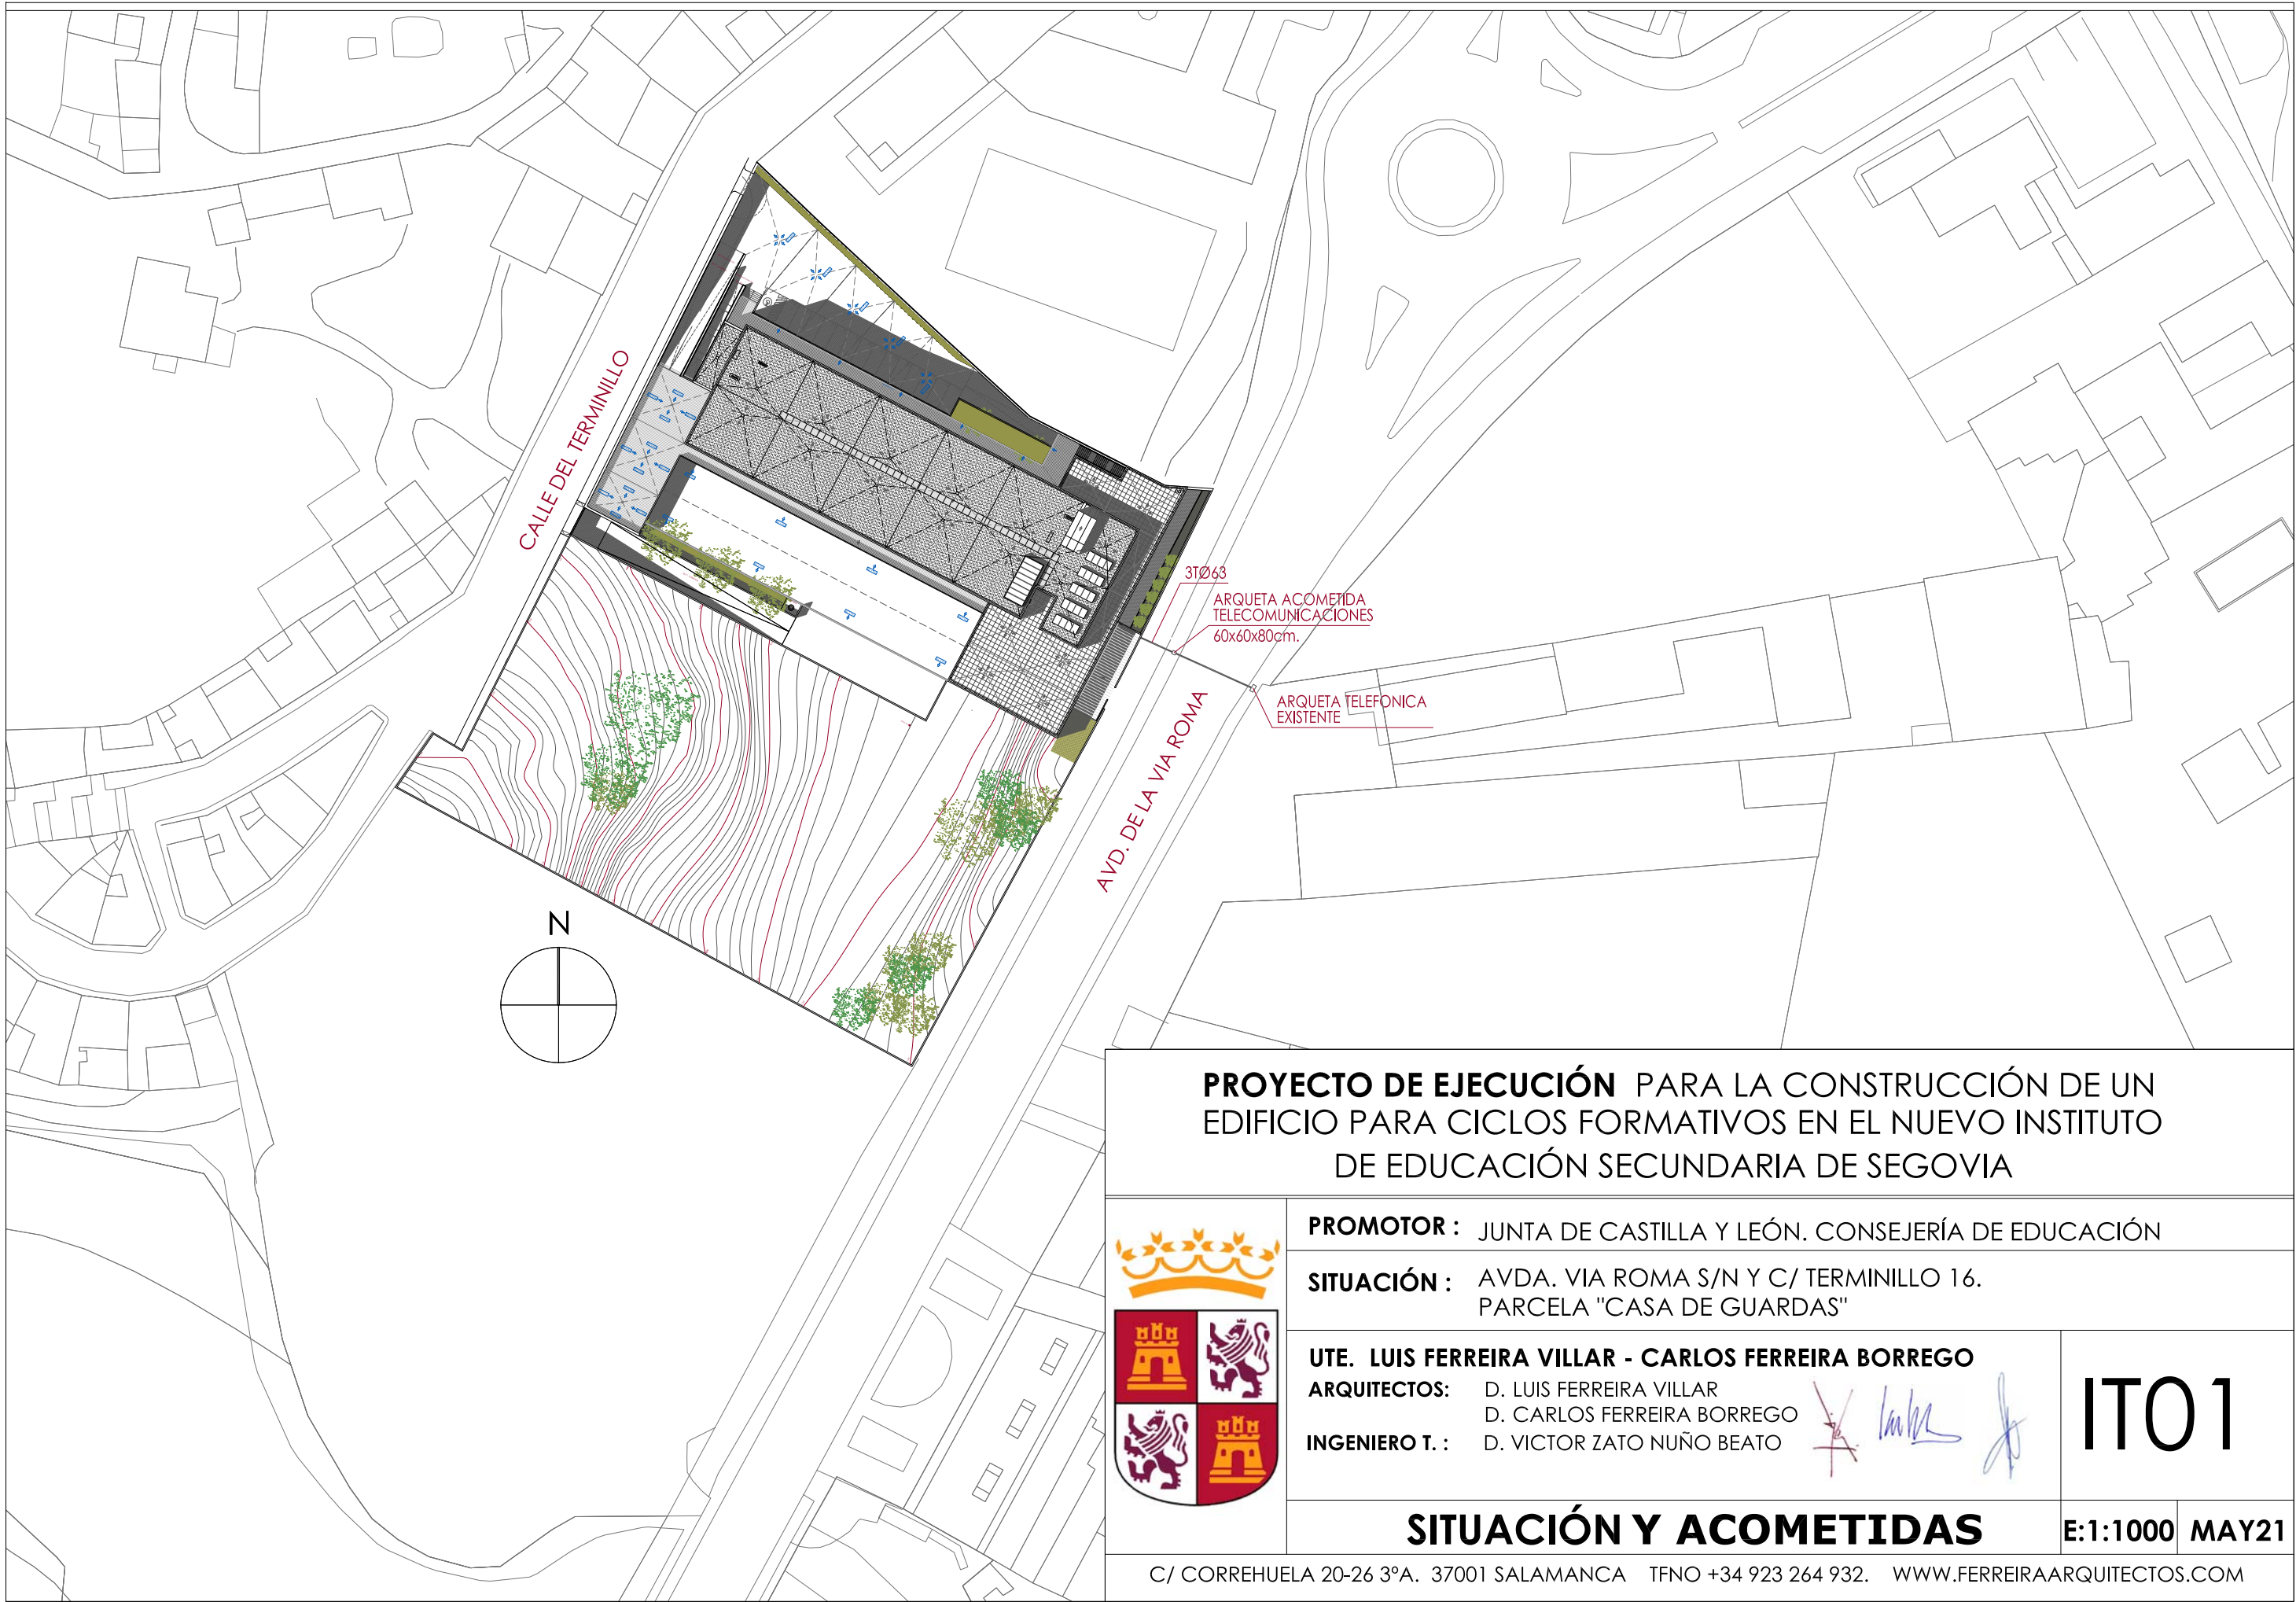 CALLE DEL TERMINILLO
3TØ63
ARQUETA ACOMETIDA
TELECOMUNICACIONES
60x60x80cm.
ARQUETA TELEFONICA
EXISTENTE
AVD. DE LA VIA ROMA
N
PROYECTO DE EJECUCIÓN PARA LA CONSTRUCCIÓN DE UN
EDIFICIO PARA CICLOS FORMATIVOS EN EL NUEVO INSTITUTO
DE EDUCACIÓN SECUNDARIA DE SEGOVIA
PROMOTOR : JUNTA DE CASTILLA Y LEÓN. CONSEJERÍA DE EDUCACIÓN
SITUACIÓN : AVDA. VIA ROMA S/N Y C/ TERMINILLO 16.
PARCELA "CASA DE GUARDAS"
UTE. LUIS FERREIRA VILLAR - CARLOS FERREIRA BORREGO
ARQUITECTOS: D. LUIS FERREIRA VILLAR
D. CARLOS FERREIRA BORREGO
INGENIERO T. : D. VICTOR ZATO NUÑO BEATO
IT01
SITUACIÓN Y ACOMETIDAS
E:1:1000 MAY21
C/ CORREHUELA 20-26 3ºA. 37001 SALAMANCA TFNO +34 923 264 932. WWW.FERREIRAARQUITECTOS.COM